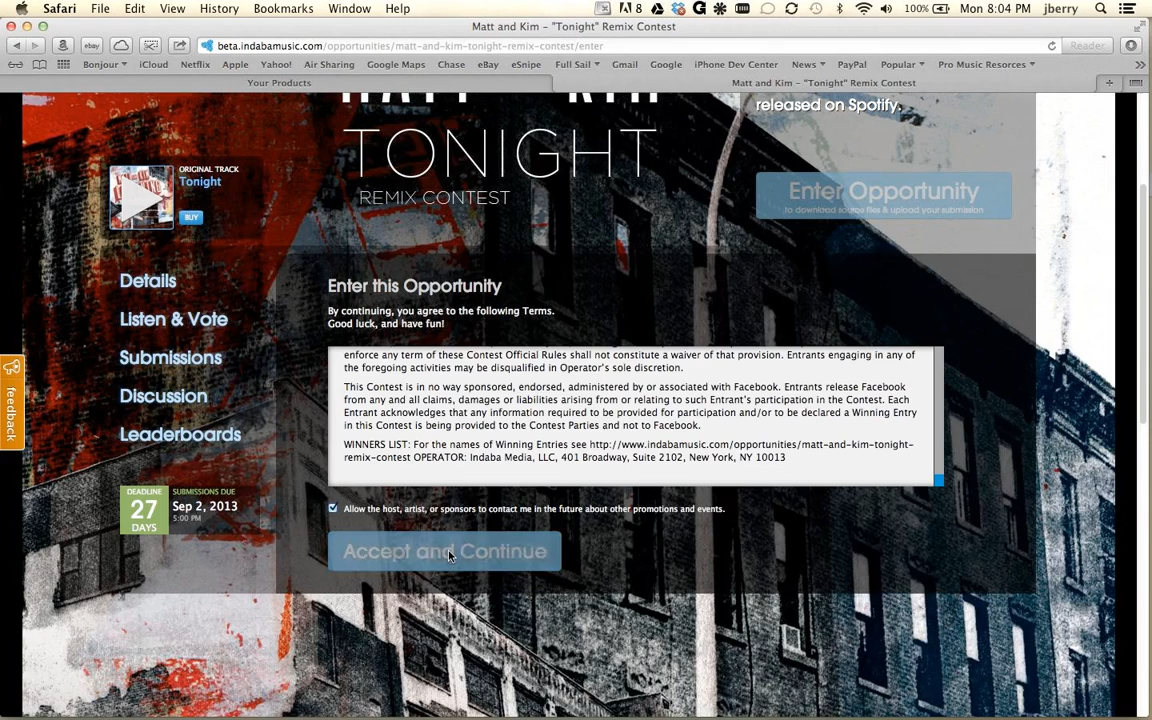 Safari File Edit View History Bookmarks Window Help 8 8 100% Mon 8:04 PM jberry
Matt and Kim – "Tonight" Remix Contest
ebay beta.indabamusic.com/opportunities/matt-and-kim-tonight-remix-contest/enter Reader
Bonjour iCloud Netflix Apple Yahoo! Air Sharing Google Maps Chase eBay eSnipe Full Sail Gmail Google iPhone Dev Center News PayPal Popular Pro Music Resorces
Your Products Matt and Kim – "Tonight" Remix Contest
released on Spotify.
TONIGHT
REMIX CONTEST
ORIGINAL TRACK
Tonight
BUY
Enter Opportunity
to download source files & upload your submission
Details
Listen & Vote
Submissions
Discussion
Leaderboards
feedback
DEADLINE
27
DAYS
SUBMISSIONS DUE
Sep 2, 2013
5:00 PM
Enter this Opportunity
By continuing, you agree to the following Terms.
Good luck, and have fun!
enforce any term of these Contest Official Rules shall not constitute a waiver of that provision. Entrants engaging in any of
the foregoing activities may be disqualified in Operator's sole discretion.
This Contest is in no way sponsored, endorsed, administered by or associated with Facebook. Entrants release Facebook
from any and all claims, damages or liabilities arising from or relating to such Entrant's participation in the Contest. Each
Entrant acknowledges that any information required to be provided for participation and/or to be declared a Winning Entry
in this Contest is being provided to the Contest Parties and not to Facebook.
WINNERS LIST: For the names of Winning Entries see http://www.indabamusic.com/opportunities/matt-and-kim-tonight-
remix-contest OPERATOR: Indaba Media, LLC, 401 Broadway, Suite 2102, New York, NY 10013
Allow the host, artist, or sponsors to contact me in the future about other promotions and events.
Accept and Continue